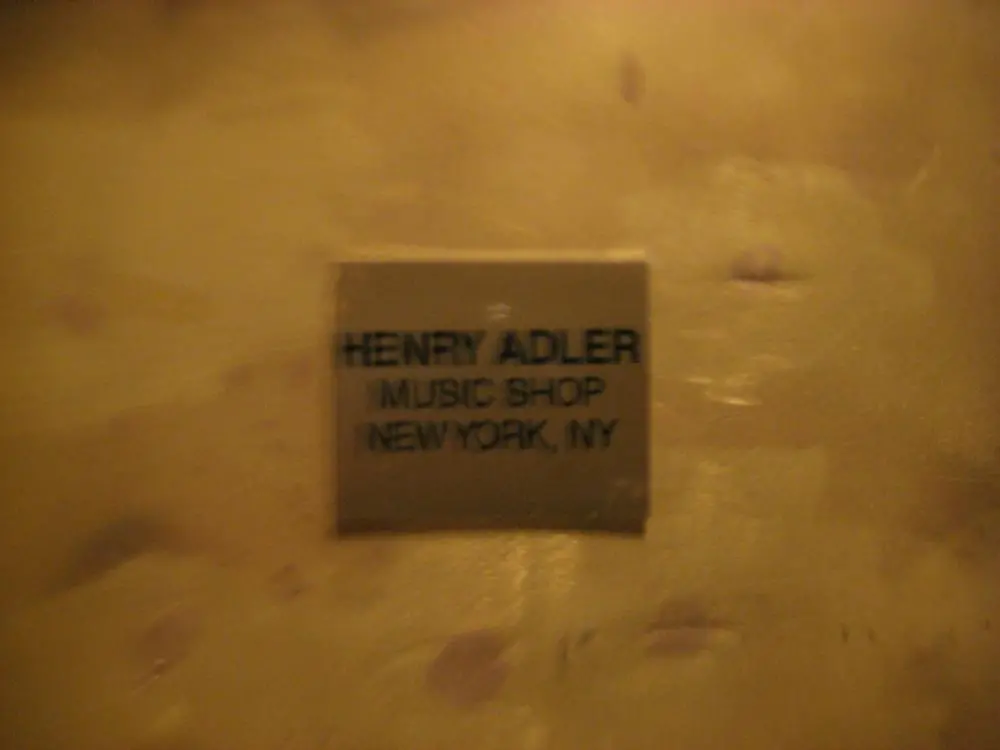 HENRY ADLER
MUSIC SHOP
NEW YORK, NY